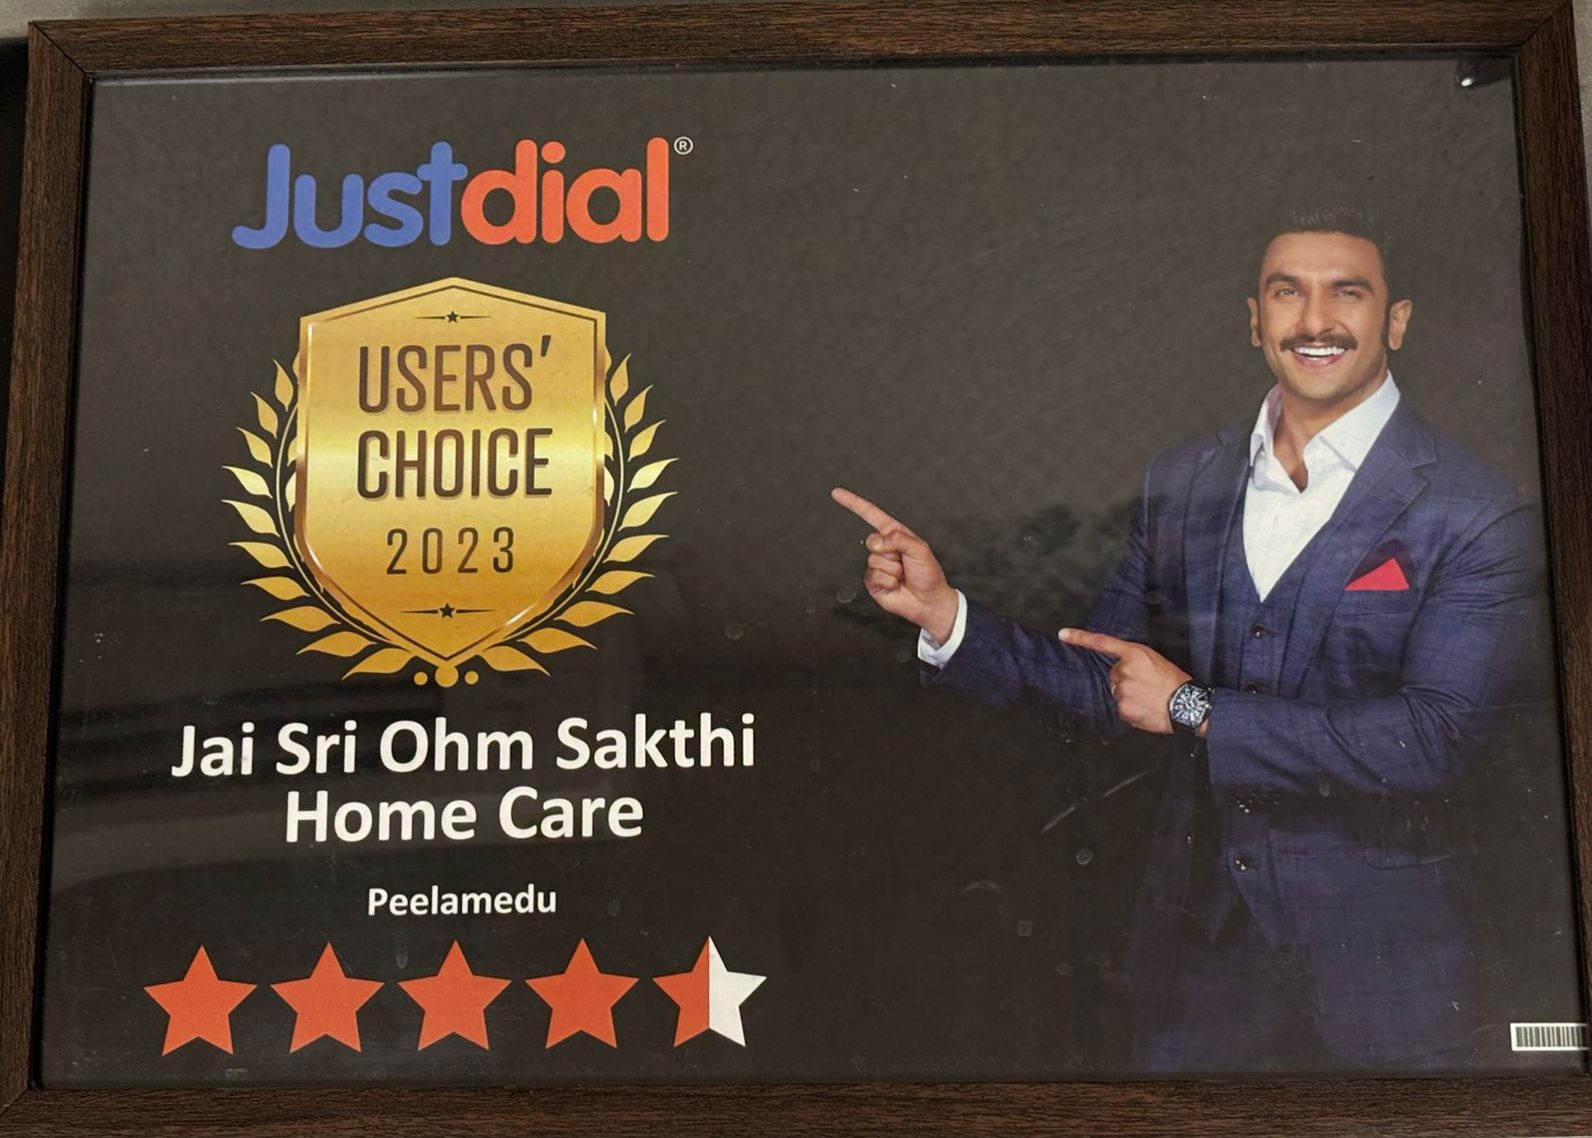 Justdial®
USERS'
CHOICE
2023
Jai Sri Ohm Sakthi
Home Care
Peelamedu